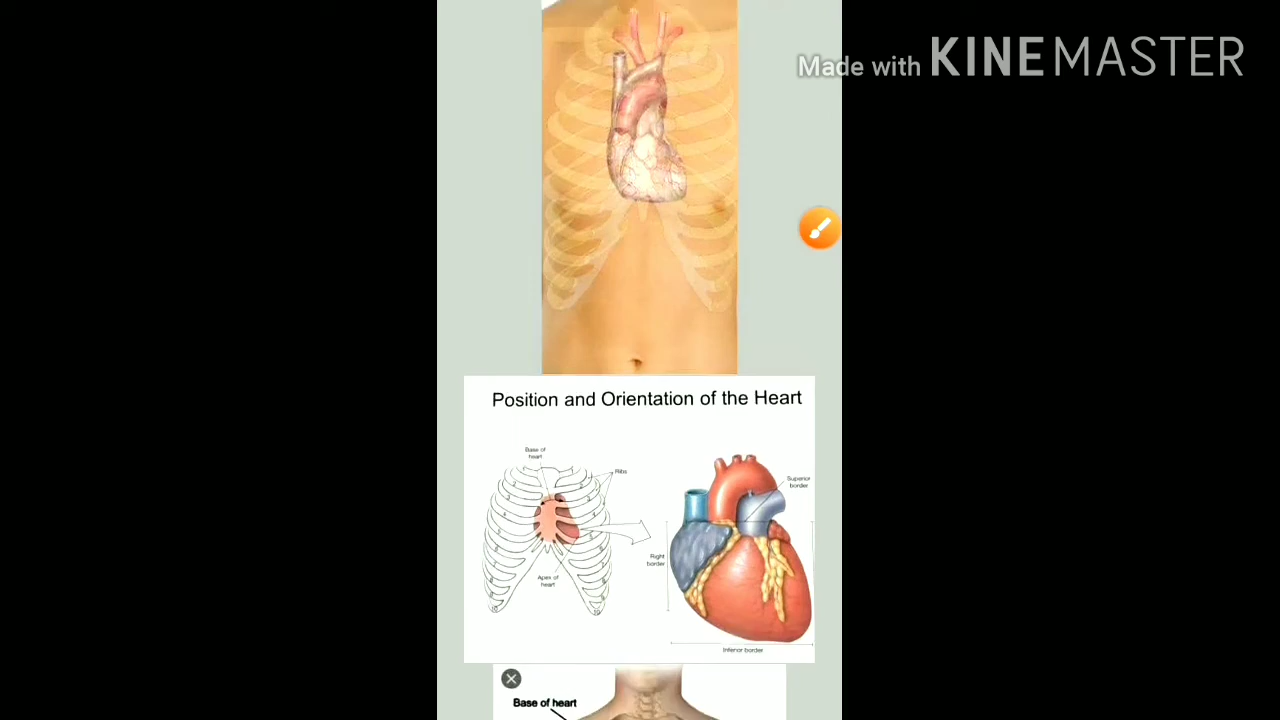 Made with KINEMASTER
Position and Orientation of the Heart
Base of
heart
Ribs
Superior
border
Right
border
Apex of
heart
Inferior border
Base of heart